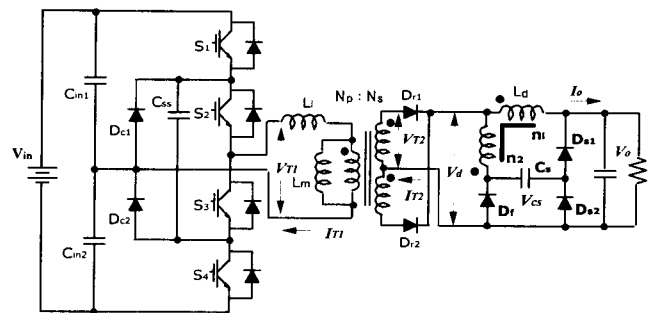 S1
Cin1
Css
S2
Dc1
Li
Np : Ns
Dr1
Ld
Io
n1
n2
Ds1
Vin
VT1
Lm
VT2
Vd
Cs
Vo
Dc2
S3
IT2
Vcs
Df
Ds2
IT1
Dr2
Cin2
S4